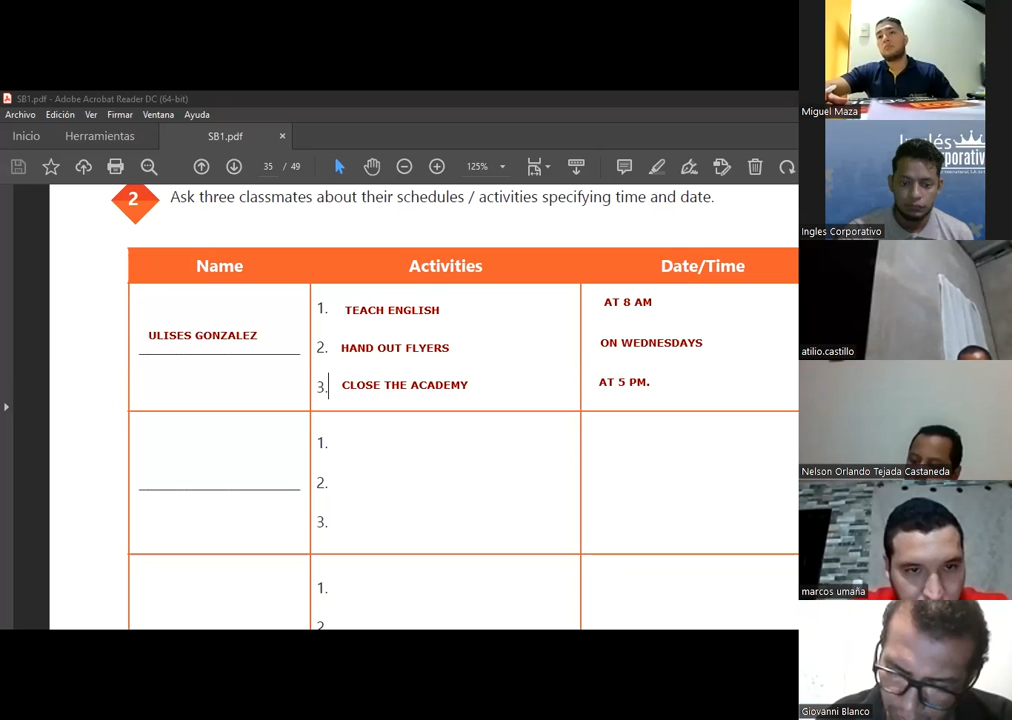 SB1.pdf - Adobe Acrobat Reader DC (64-bit)
Archivo Edición Ver Firmar Ventana Ayuda
Inicio Herramientas SB1.pdf ×
35 / 49 125%
2 Ask three classmates about their schedules / activities specifying time and date.
Name Activities Date/Time
ULISES GONZALEZ
1. TEACH ENGLISH AT 8 AM
2. HAND OUT FLYERS ON WEDNESDAYS
3. CLOSE THE ACADEMY AT 5 PM.
1.
2.
3.
1.
2.
Miguel Maza
Inglés
Ingles Corporativo
atilio.castillo
Nelson Orlando Tejada Castaneda
marcos umaña
Giovanni Blanco